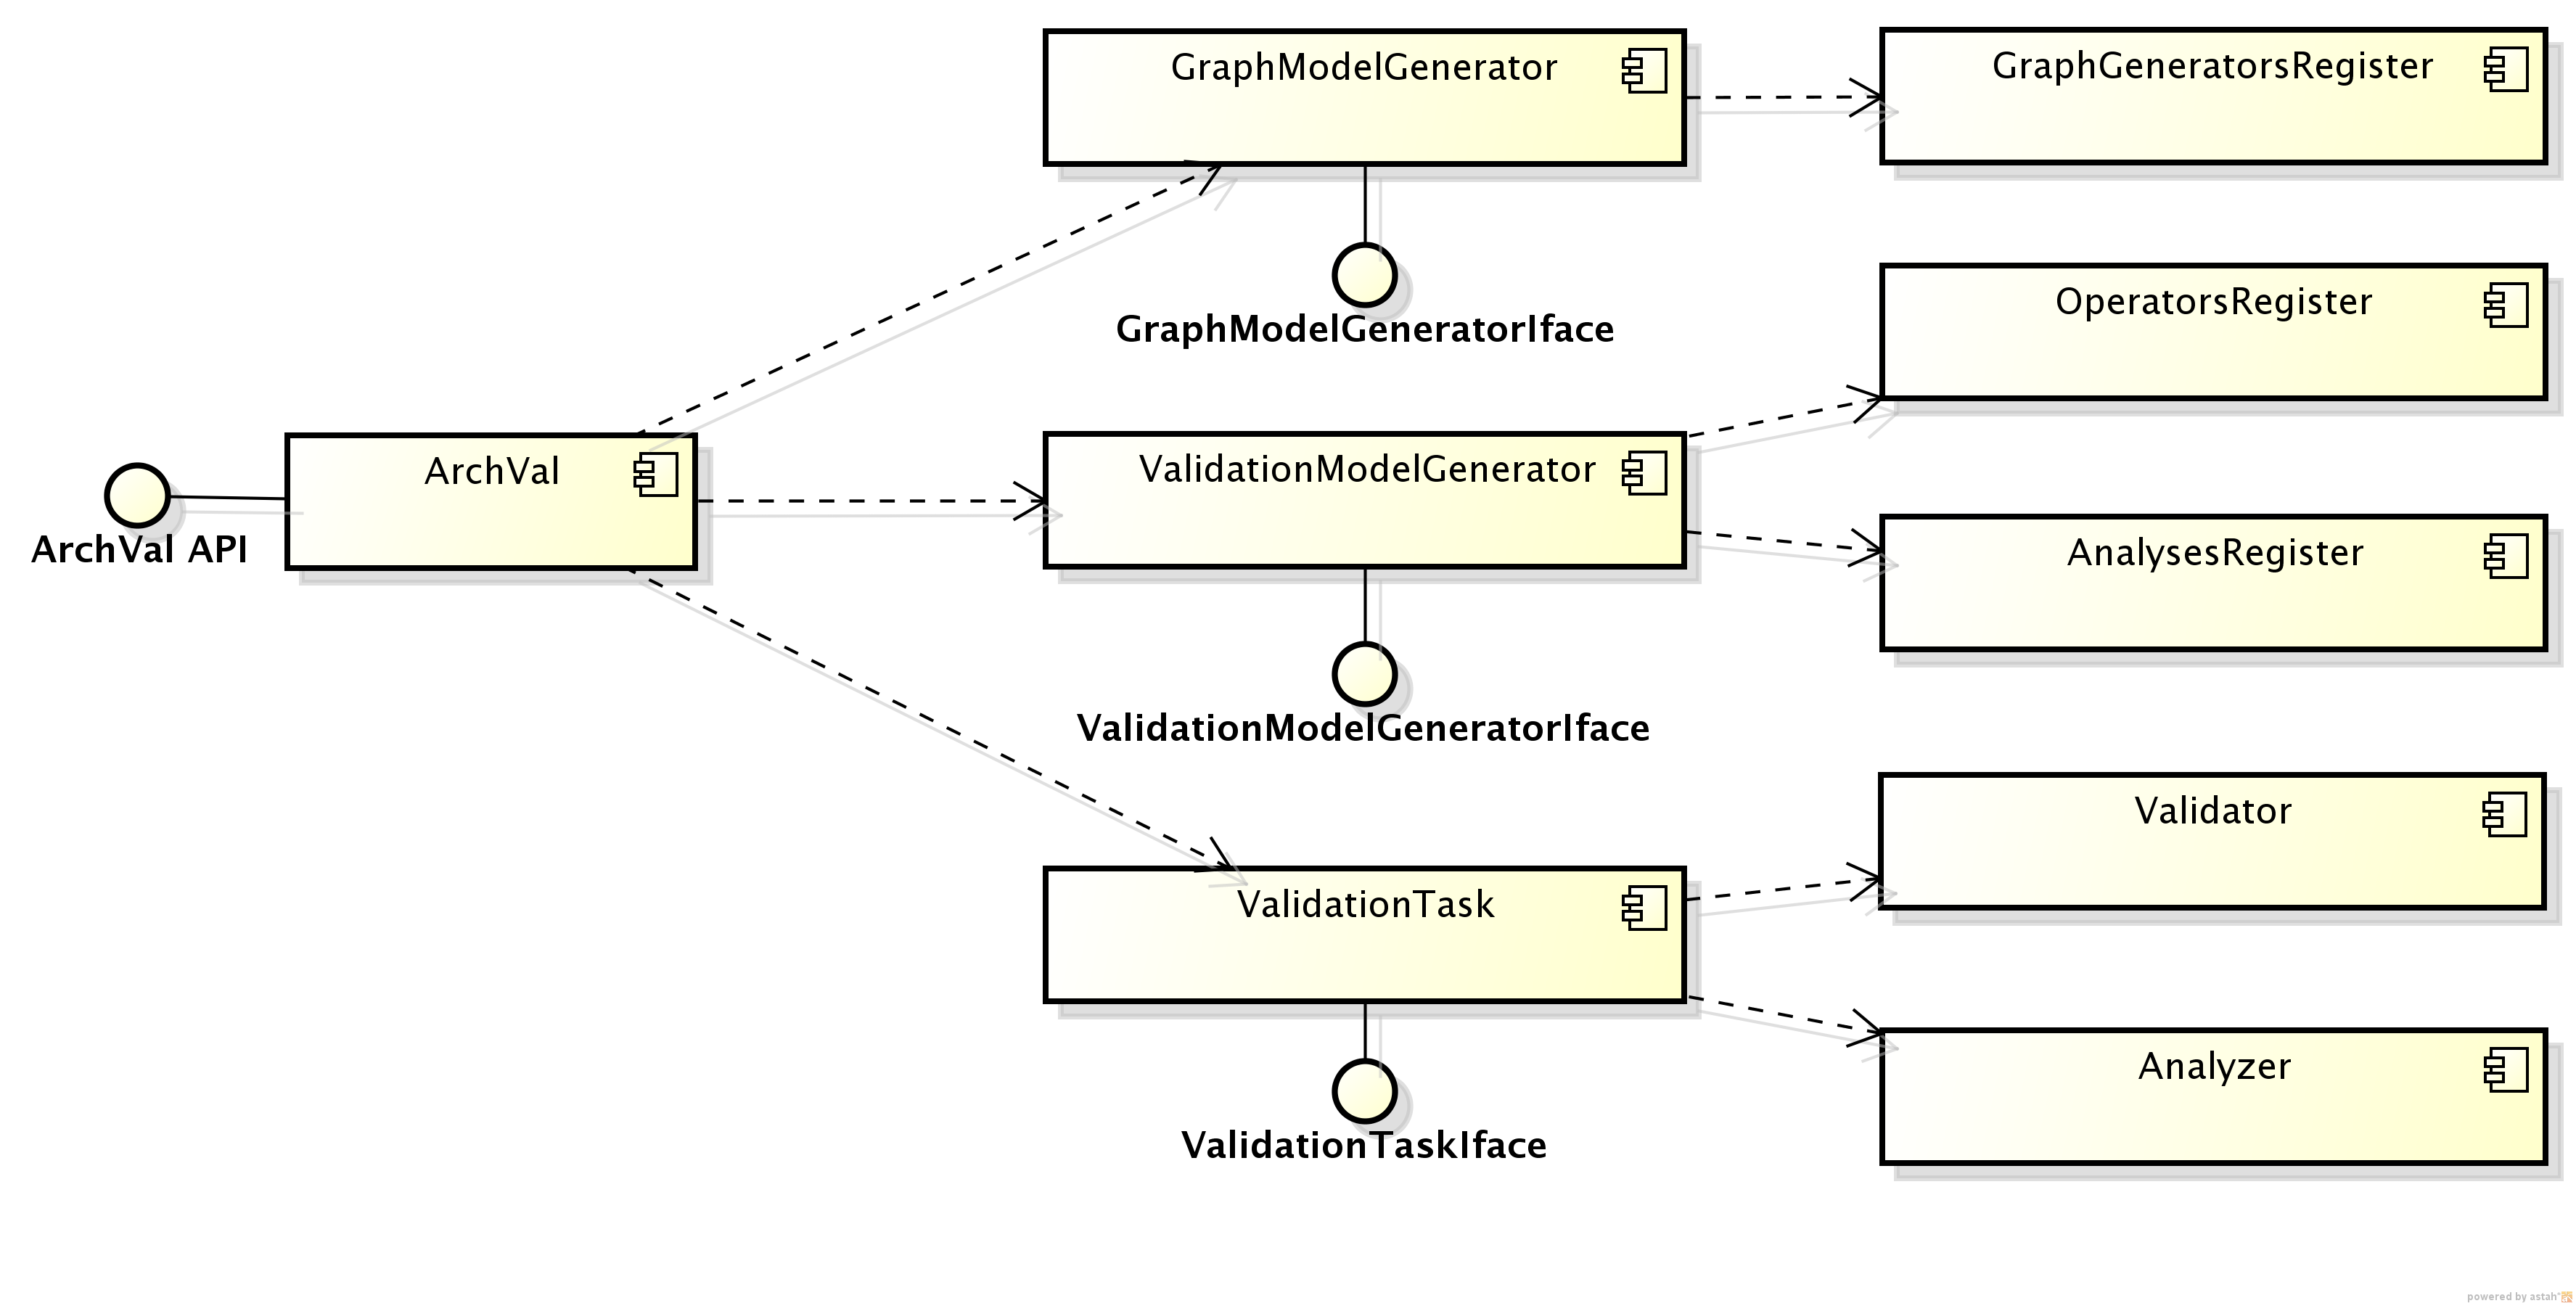 GraphModelGenerator
GraphGeneratorsRegister
GraphModelGeneratorIface
OperatorsRegister
ArchVal
ArchVal API
ValidationModelGenerator
AnalysesRegister
ValidationModelGeneratorIface
Validator
ValidationTask
Analyzer
ValidationTaskIface
powered by astah*